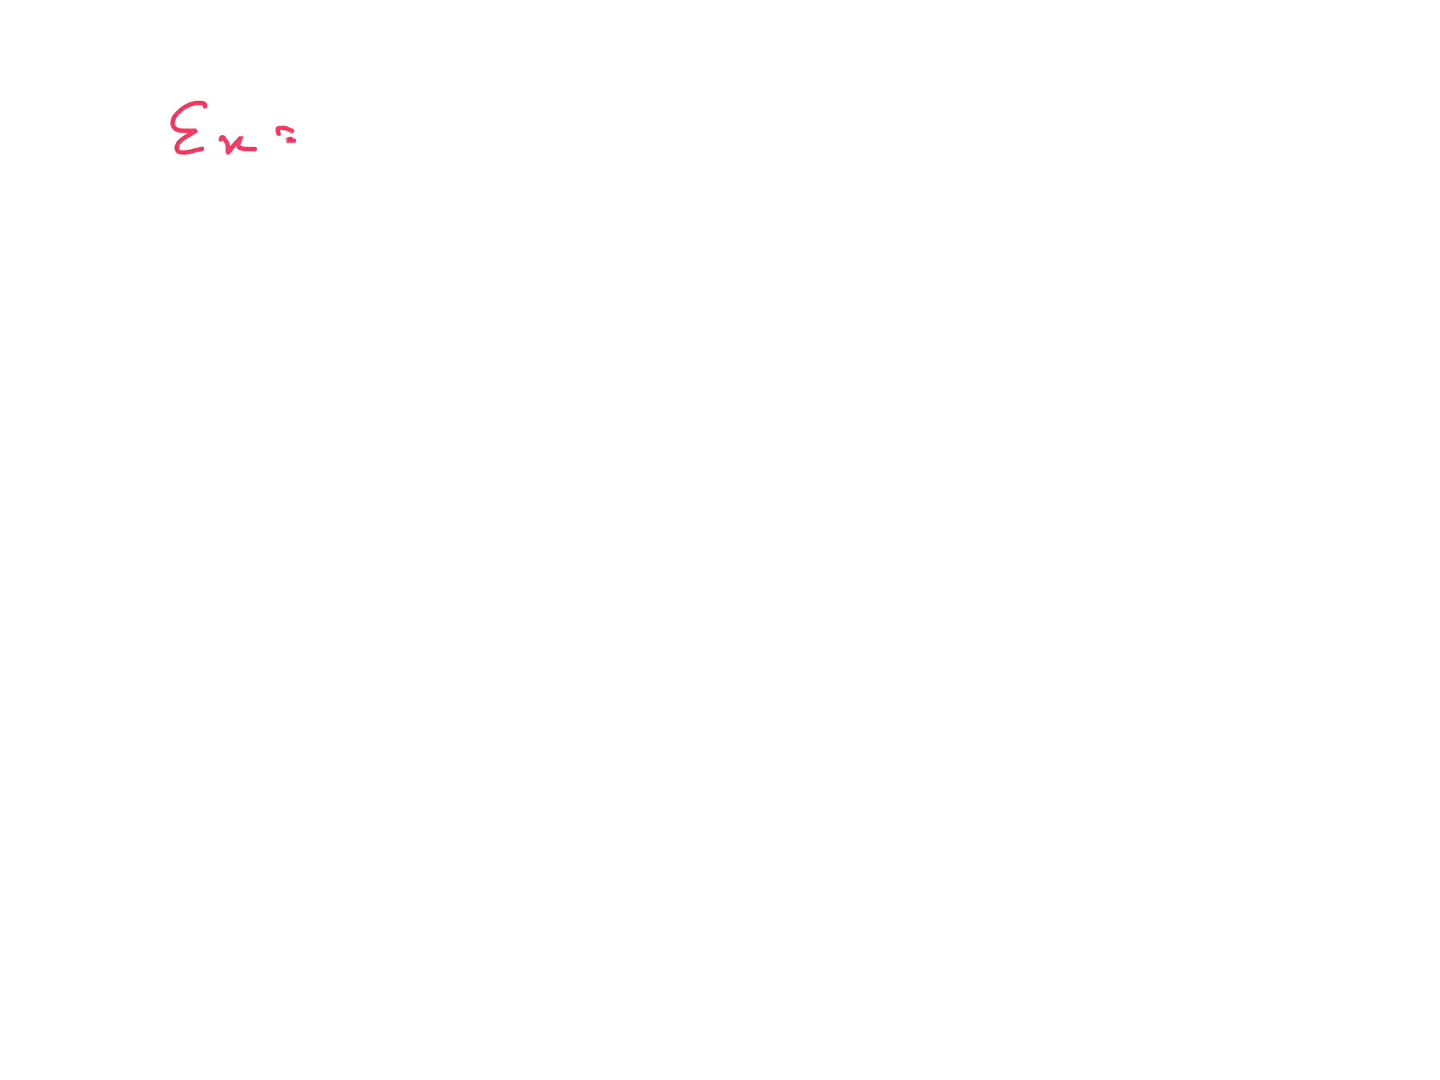 Ex =